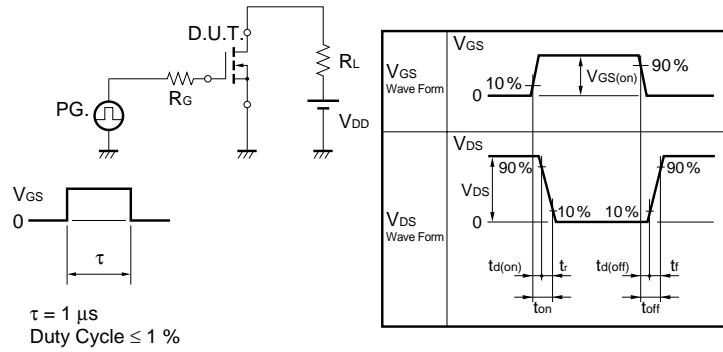 D.U.T.
RL
RG
PG.
VDD
VGS
0
τ
τ = 1 μs
Duty Cycle ≤ 1 %
VGS
Wave Form
VGS
10 %
VGS(on)
90 %
0
VDS
Wave Form
VDS
90 %
VDS
90 %
10 %
10 %
0
td(on)
tr
td(off)
tf
ton
toff